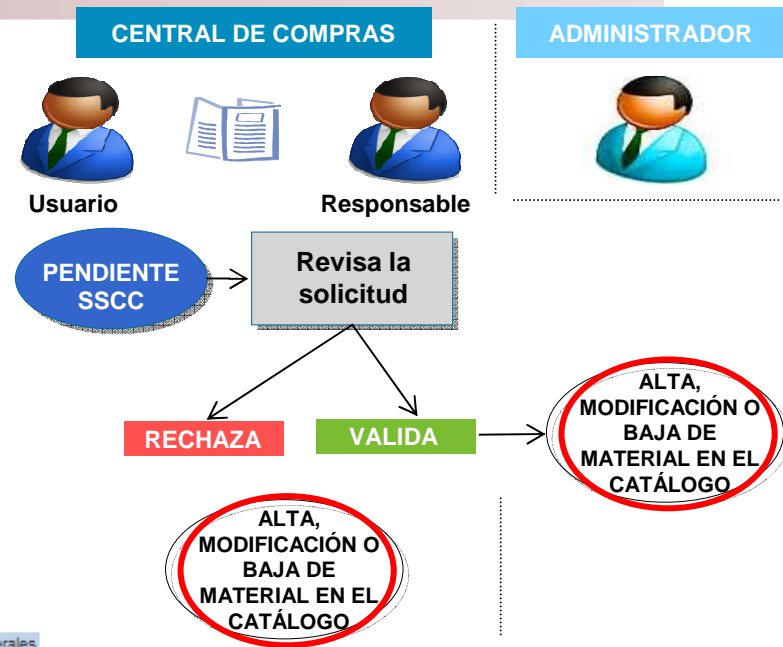 CENTRAL DE COMPRAS
ADMINISTRADOR
Usuario
Responsable
PENDIENTE
SSCC
Revisa la
solicitud
RECHAZA
VALIDA
ALTA,
MODIFICACIÓN O
BAJA DE
MATERIAL EN EL
CATÁLOGO
ALTA,
MODIFICACIÓN O
BAJA DE
MATERIAL EN EL
CATÁLOGO